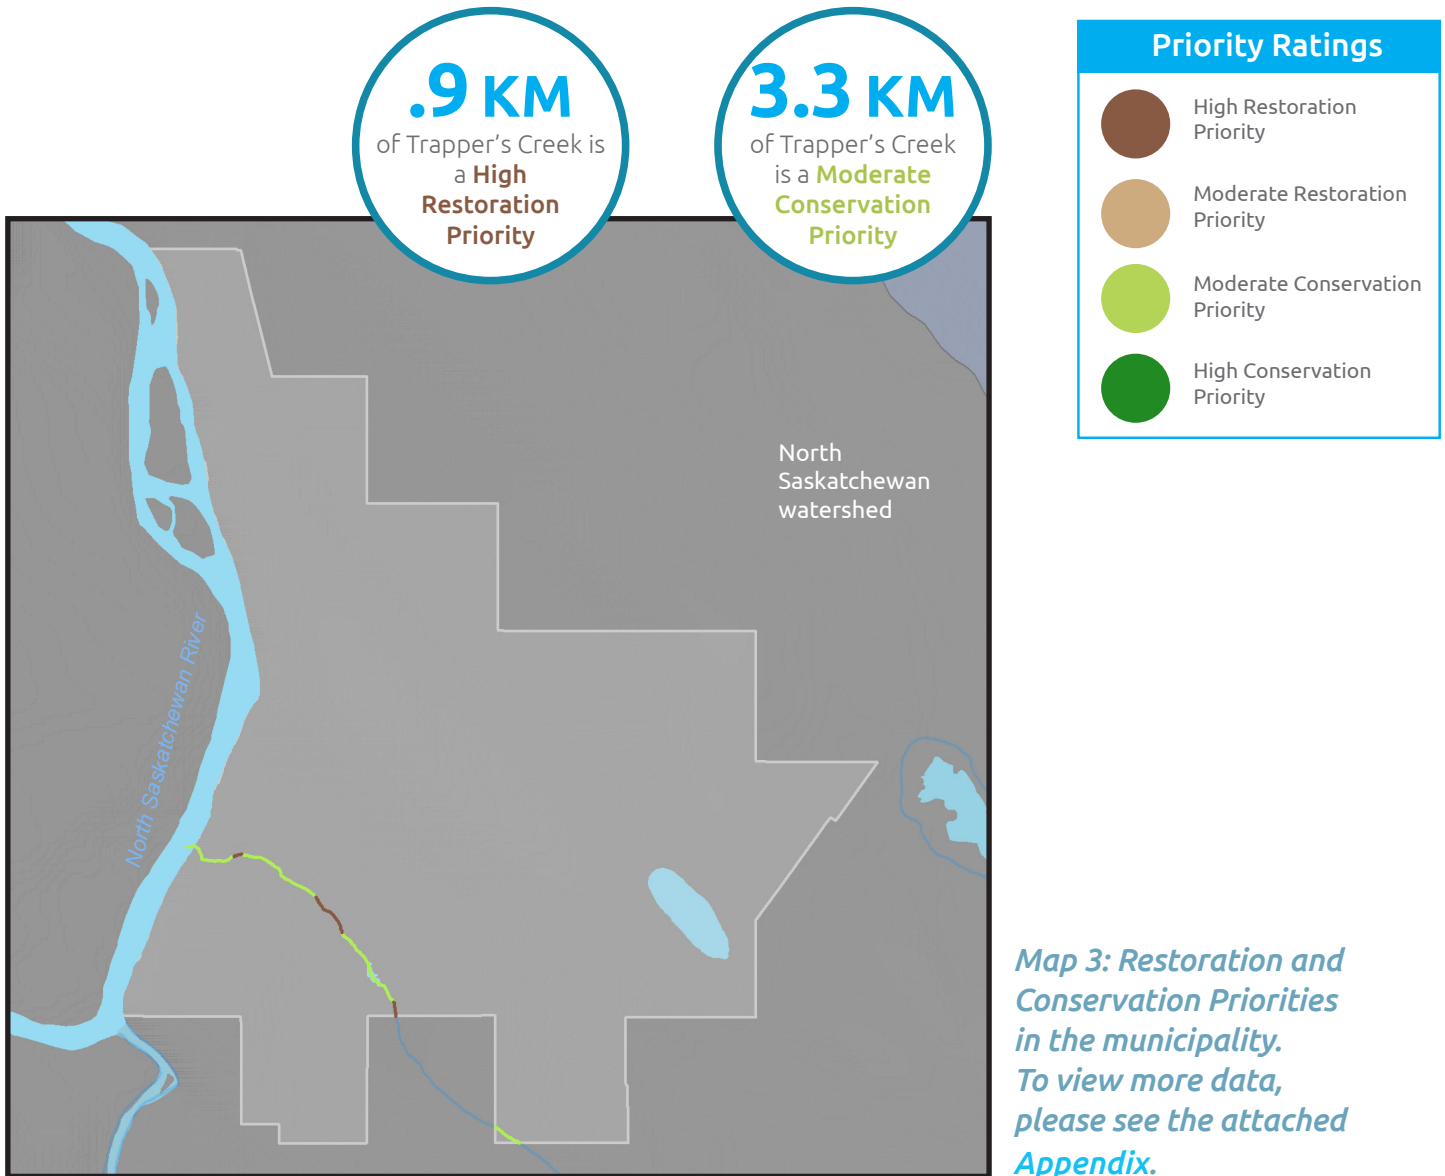 .9 KM
of Trapper's Creek is
a High
Restoration
Priority
3.3 KM
of Trapper's Creek
is a Moderate
Conservation
Priority
Priority Ratings
High Restoration
Priority
Moderate Restoration
Priority
Moderate Conservation
Priority
High Conservation
Priority
North
Saskatchewan
watershed
North Saskatchewan River
Map 3: Restoration and
Conservation Priorities
in the municipality.
To view more data,
please see the attached
Appendix.